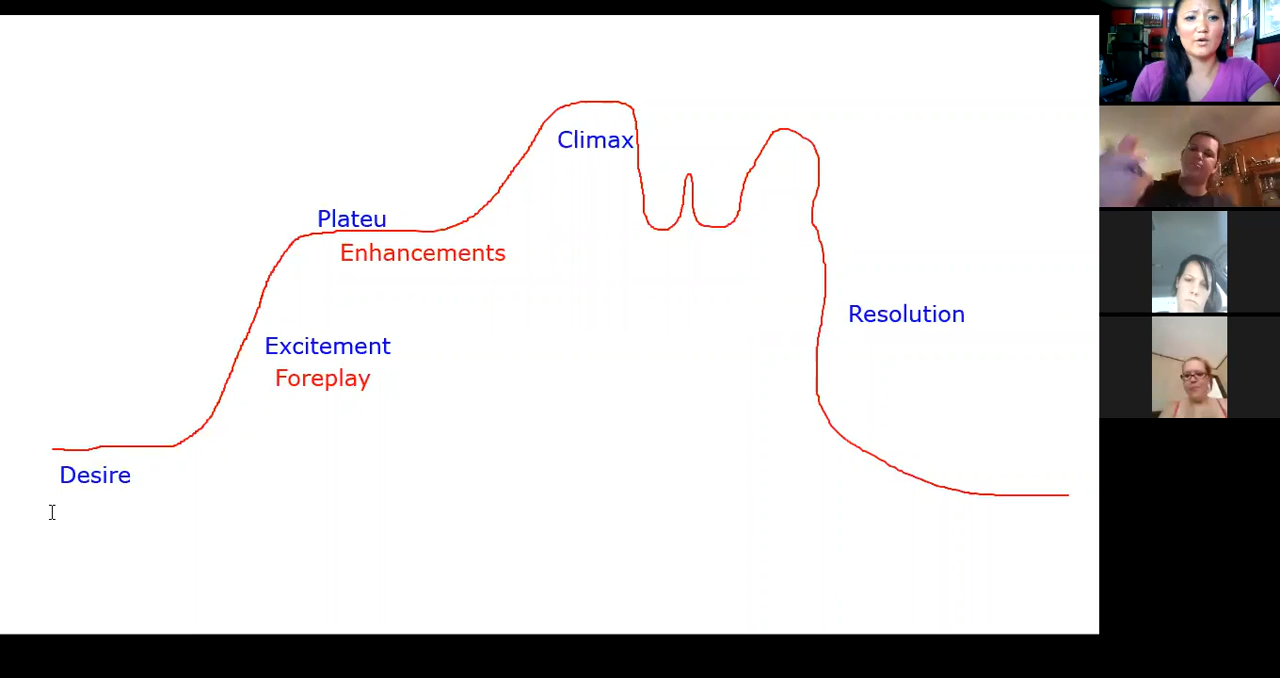 Climax
Plateu
Enhancements
Resolution
Excitement
Foreplay
Desire